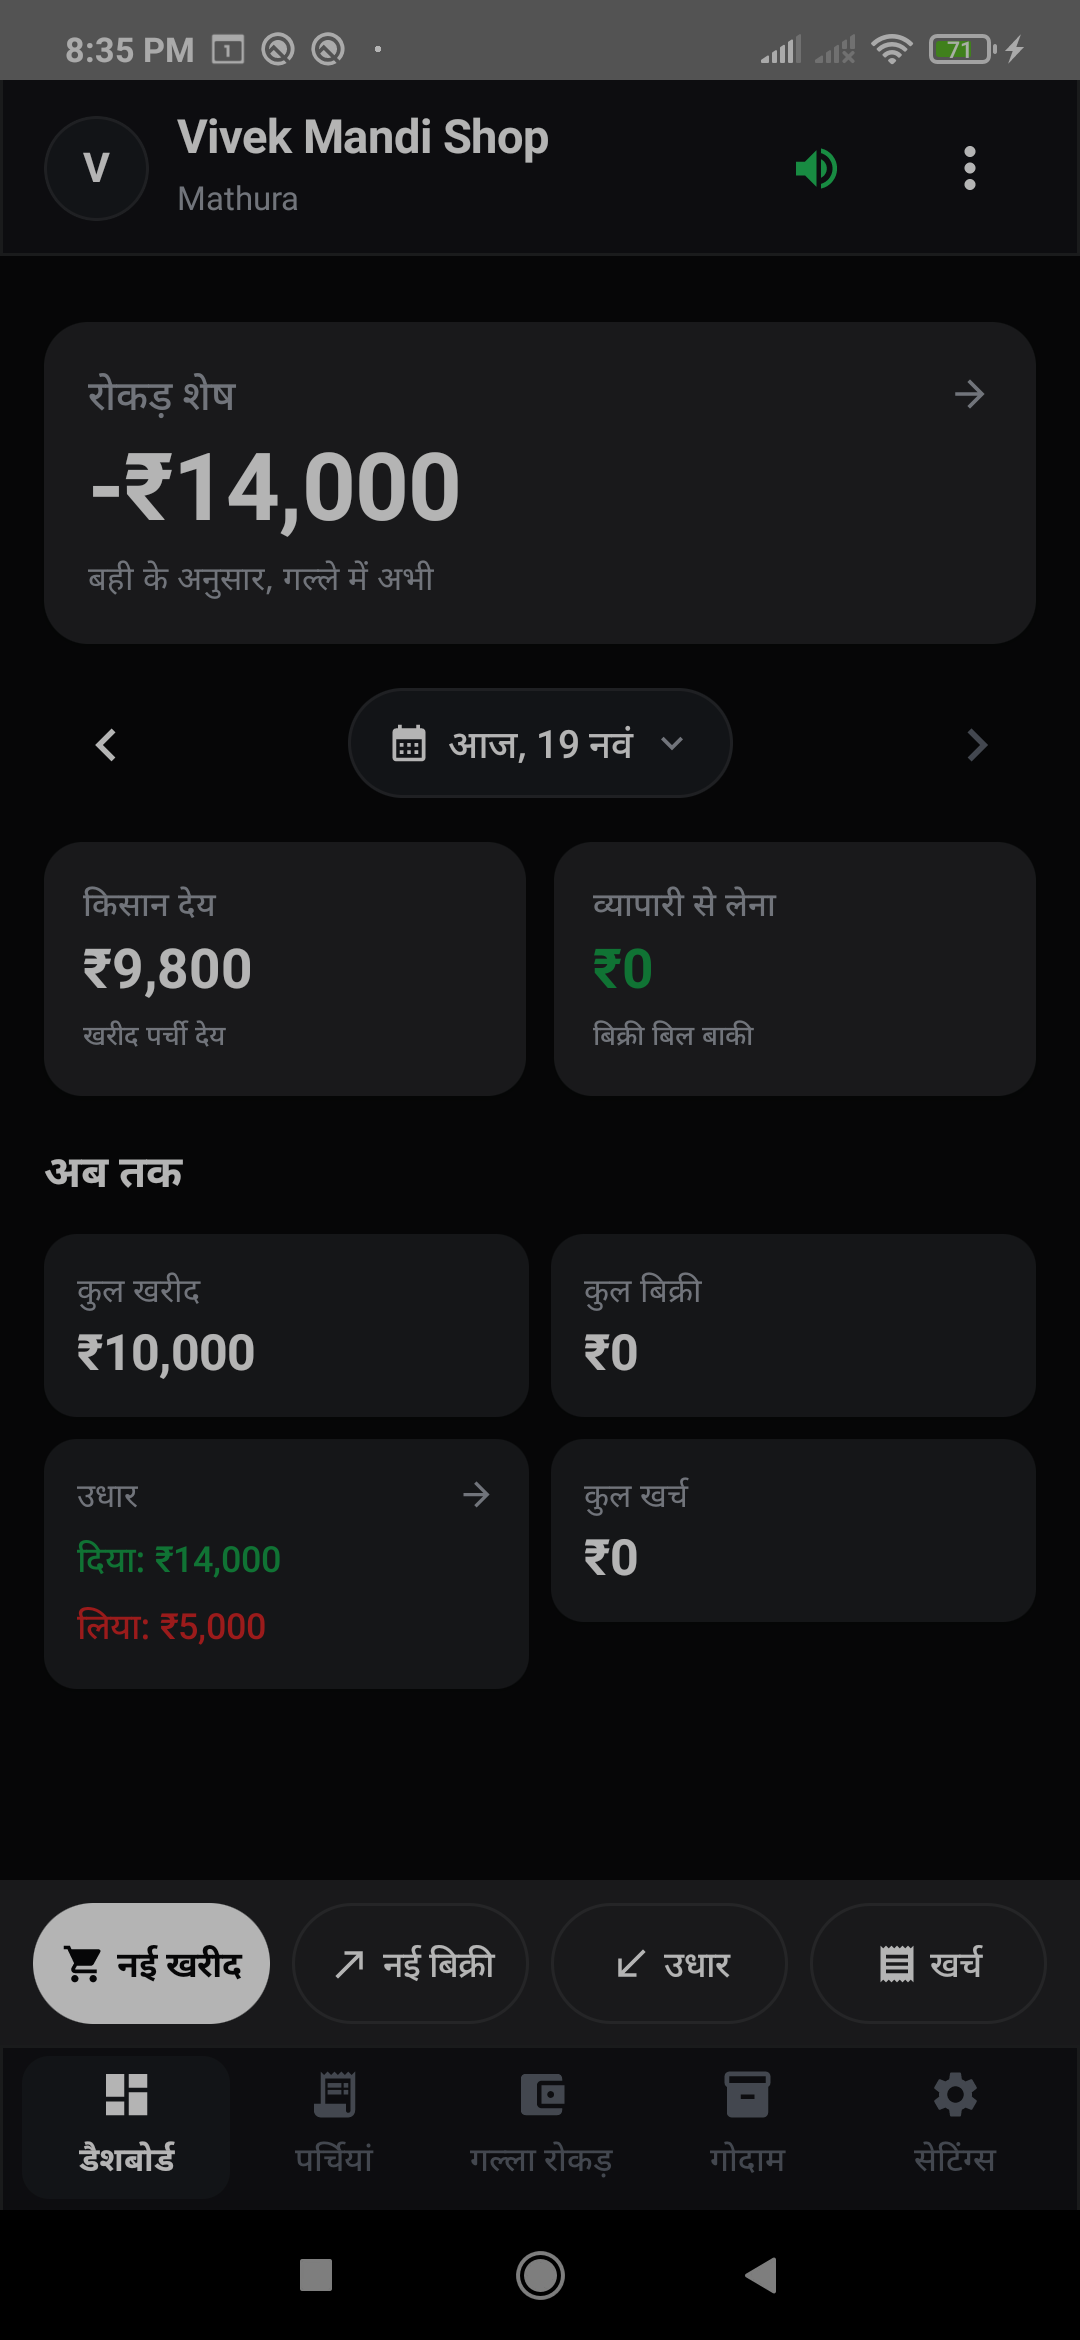 8:35 PM
71
V
Vivek Mandi Shop
Mathura
रोकड़ शेष
-₹14,000
बही के अनुसार, गल्ले में अभी
आज, 19 नवं
किसान देय
₹9,800
खरीद पर्ची देय
व्यापारी से लेना
₹0
बिक्री बिल बाकी
अब तक
कुल खरीद
₹10,000
कुल बिक्री
₹0
उधार
दिया: ₹14,000
लिया: ₹5,000
कुल खर्च
₹0
नई खरीद
नई बिक्री
उधार
खर्च
डैशबोर्ड
पर्चियां
गल्ला रोकड़
गोदाम
सेटिंग्स